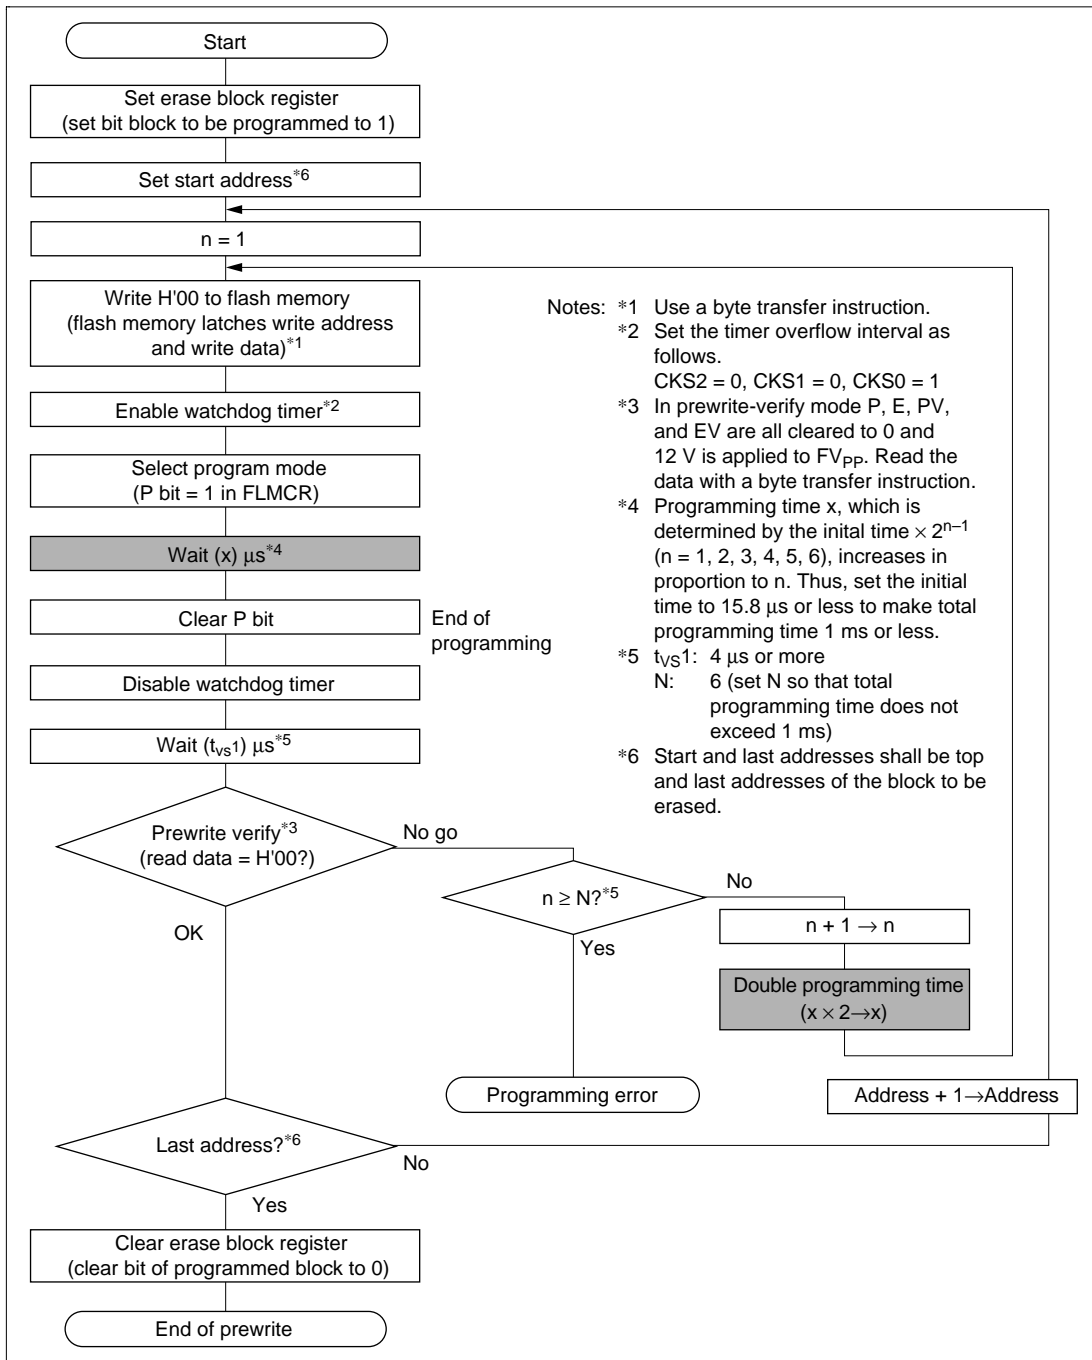 Start
Set erase block register
(set bit block to be programmed to 1)
Set start address*6
n = 1
Write H'00 to flash memory
(flash memory latches write address
and write data)*1
Enable watchdog timer*2
Select program mode
(P bit = 1 in FLMCR)
Wait (x) μs*4
Clear P bit
End of
programming
Disable watchdog timer
Wait (tvs1) μs*5
Prewrite verify*3
(read data = H'00?)
No go
OK
n ≥ N?*5
No
Yes
n + 1 → n
Double programming time
(x × 2→x)
Programming error
Address + 1→Address
Last address?*6
No
Yes
Clear erase block register
(clear bit of programmed block to 0)
End of prewrite
Notes: *1 Use a byte transfer instruction.
*2 Set the timer overflow interval as
follows.
CKS2 = 0, CKS1 = 0, CKS0 = 1
*3 In prewrite-verify mode P, E, PV,
and EV are all cleared to 0 and
12 V is applied to FVPP. Read the
data with a byte transfer instruction.
*4 Programming time x, which is
determined by the inital time × 2n–1
(n = 1, 2, 3, 4, 5, 6), increases in
proportion to n. Thus, set the initial
time to 15.8 μs or less to make total
programming time 1 ms or less.
*5 tVS1: 4 μs or more
N: 6 (set N so that total
programming time does not
exceed 1 ms)
*6 Start and last addresses shall be top
and last addresses of the block to be
erased.